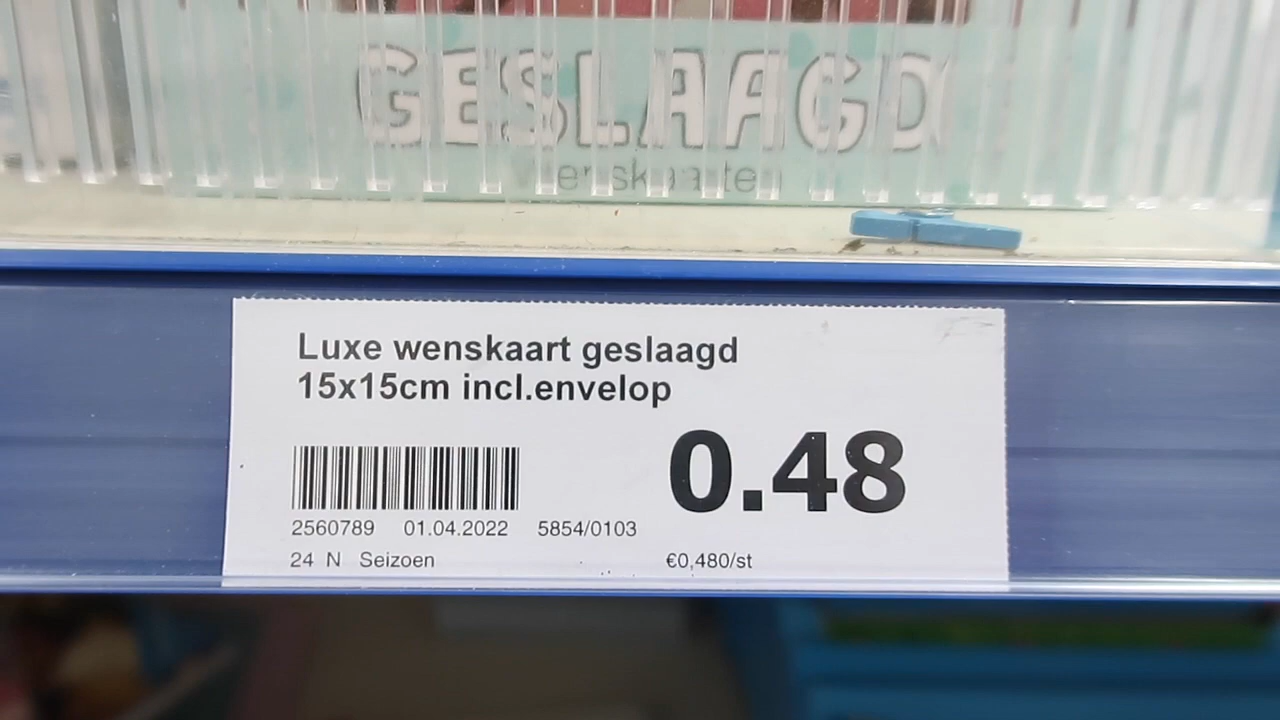 GESLAAGD
wenskaarten
Luxe wenskaart geslaagd
15x15cm incl.envelop
0.48
2560789 01.04.2022 5854/0103
24 N Seizoen €0,480/st